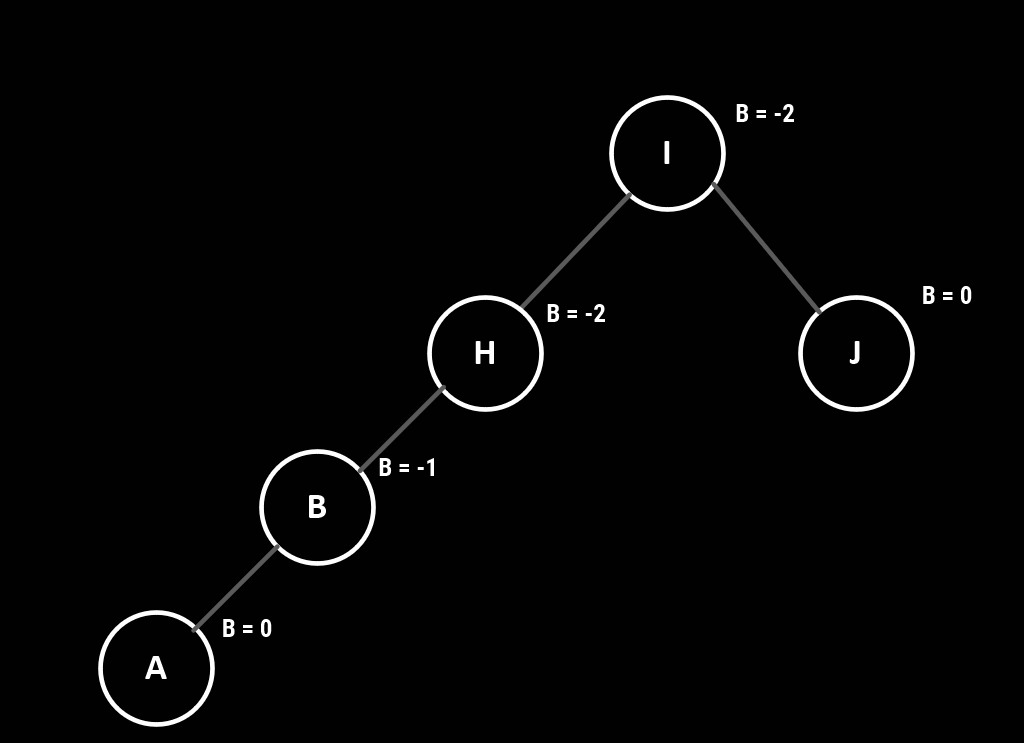 I
B = -2
H
B = -2
J
B = 0
B
B = -1
A
B = 0